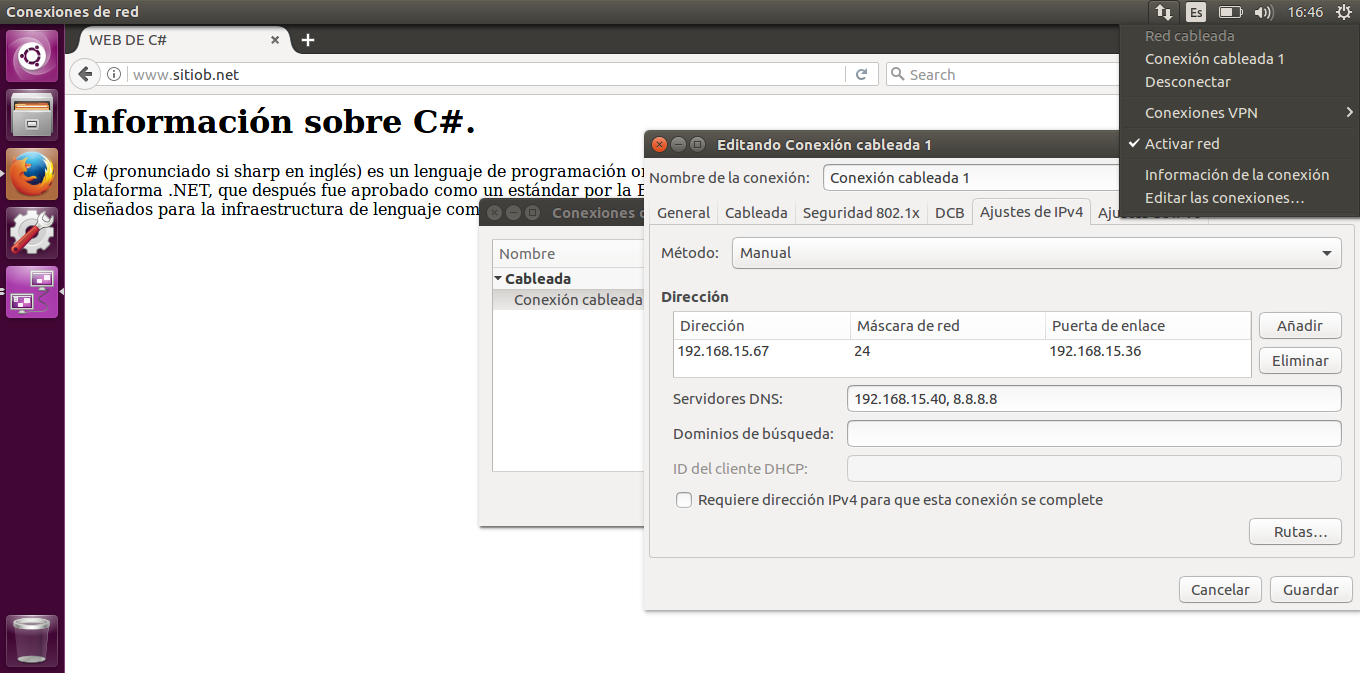 Conexiones de red
Es
16:46
WEB DE C#
www.sitiob.net
Search
Red cableada
Conexión cableada 1
Desconectar
Conexiones VPN
Activar red
Información de la conexión
Editar las conexiones...
Información sobre C#.
C# (pronunciado si sharp en inglés) es un lenguaje de programación
plataforma .NET, que después fue aprobado como un estándar por la
diseñados para la infraestructura de lenguaje
Conexiones
Nombre
Cableada
Conexión cableada
Editando Conexión cableada 1
Nombre de la conexión:
Conexión cableada 1
General
Cableada
Seguridad 802.1x
DCB
Ajustes de IPv4
Método:
Manual
Dirección
Dirección
Máscara de red
Puerta de enlace
192.168.15.67
24
192.168.15.36
Añadir
Eliminar
Servidores DNS:
192.168.15.40, 8.8.8.8
Dominios de búsqueda:
ID del cliente DHCP:
Requiere dirección IPv4 para que esta conexión se complete
Rutas...
Cancelar
Guardar